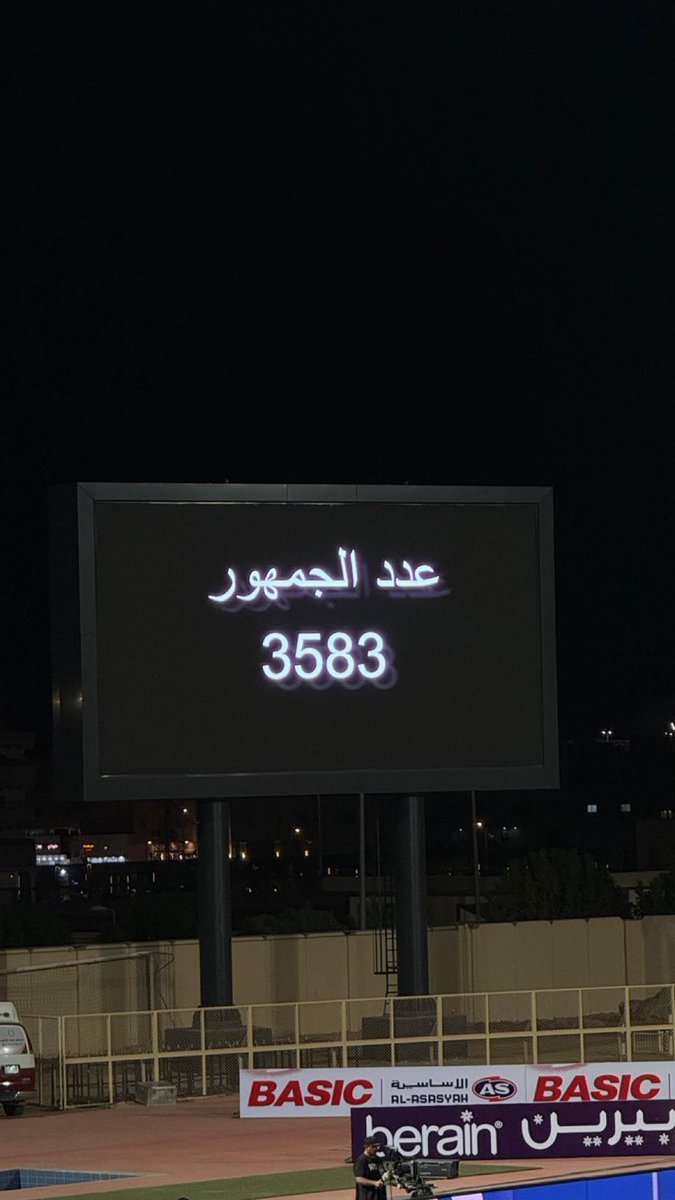 عدد الجمهور
3583
BASIC
الأساسية
AL-ASASYAH
AS
BASIC
berain
بيرين